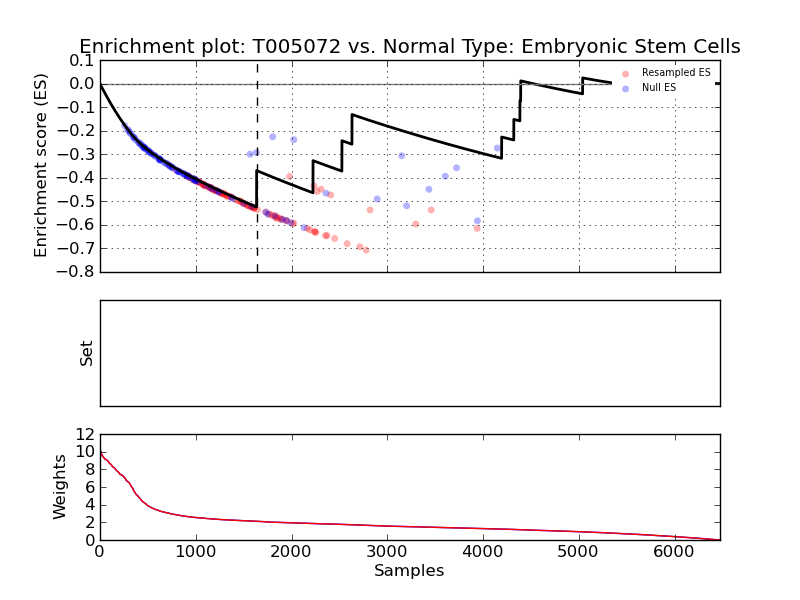 Enrichment plot: T005072 vs. Normal Type: Embryonic Stem Cells
0.1
0.0
−0.1
−0.2
−0.3
−0.4
−0.5
−0.6
−0.7
−0.8
Enrichment score (ES)
Resampled ES
Null ES
Set
12
10
8
6
4
2
0
Weights
0 1000 2000 3000 4000 5000 6000
Samples